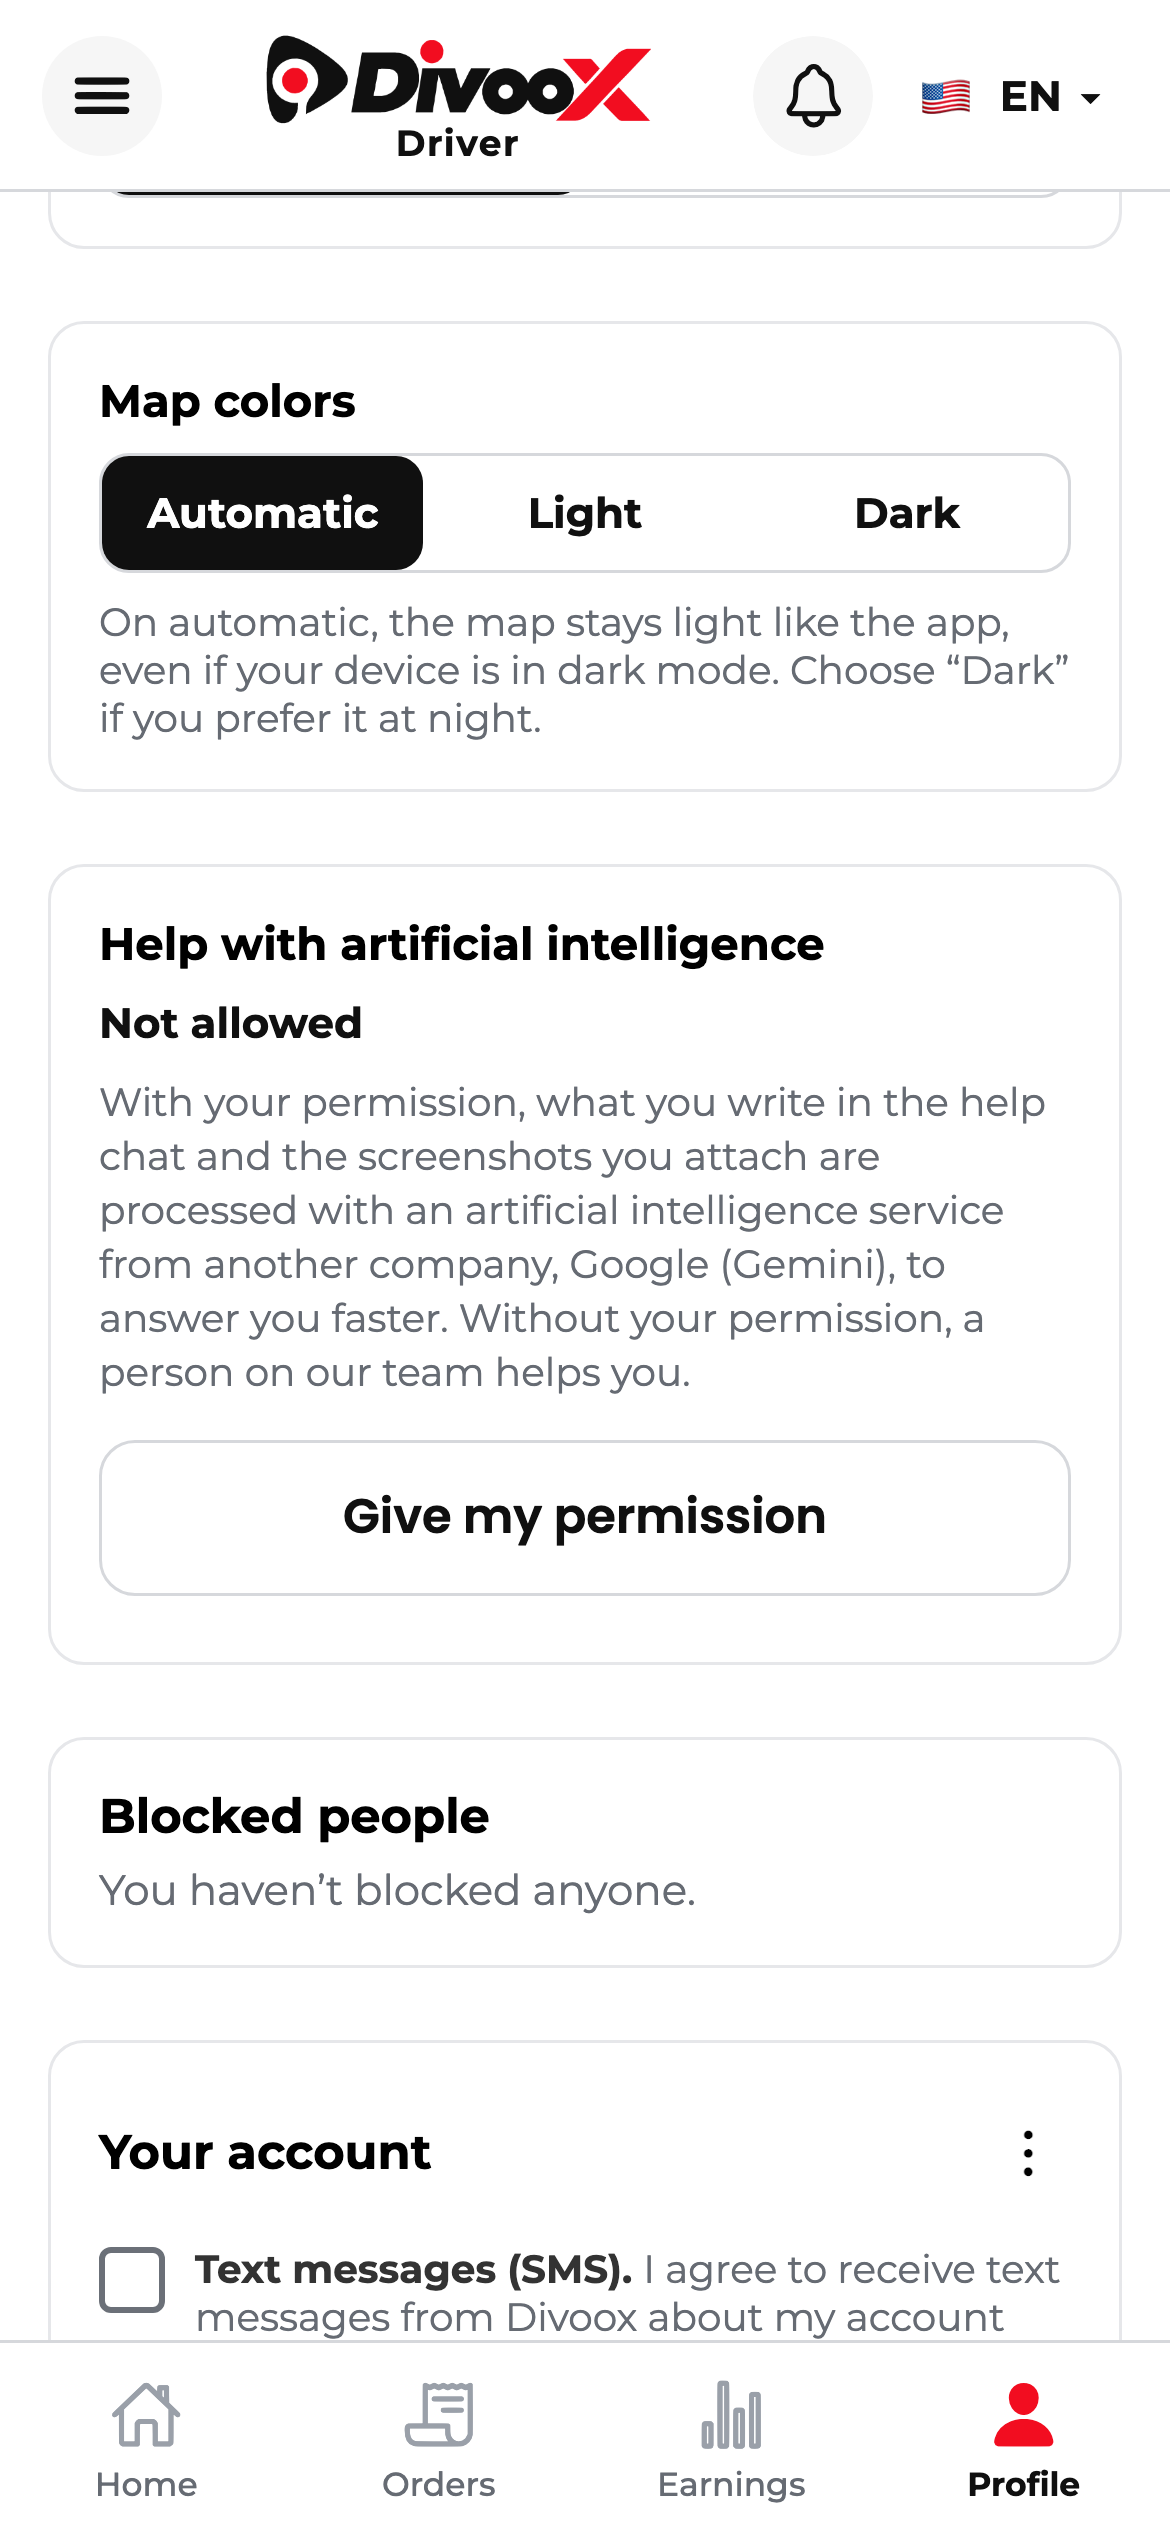 DivooX
Driver
EN
Map colors
Automatic
Light
Dark
On automatic, the map stays light like the app,
even if your device is in dark mode. Choose “Dark”
if you prefer it at night.
Help with artificial intelligence
Not allowed
With your permission, what you write in the help
chat and the screenshots you attach are
processed with an artificial intelligence service
from another company, Google (Gemini), to
answer you faster. Without your permission, a
person on our team helps you.
Give my permission
Blocked people
You haven’t blocked anyone.
Your account
Text messages (SMS). I agree to receive text
messages from Divoox about my account
Home
Orders
Earnings
Profile